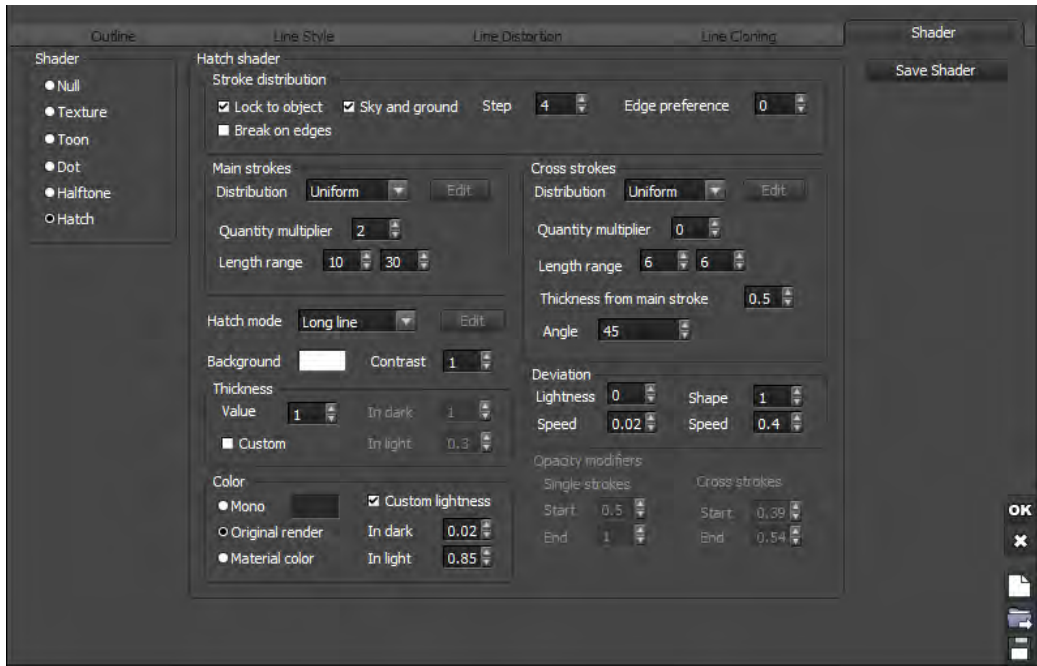 Outline Line Style Line Distortion Line Cloning Shader
Shader
Null
Texture
Toon
Dot
Halftone
Hatch
Hatch shader
Stroke distribution
Lock to object Sky and ground Step 4 Edge preference 0
Break on edges
Main strokes
Distribution Uniform Edit
Quantity multiplier 2
Length range 10 30
Cross strokes
Distribution Uniform Edit
Quantity multiplier 0
Length range 6 6
Thickness from main stroke 0.5
Angle 45
Hatch mode Long line Edit
Background Contrast 1
Thickness
Value 1 In dark 1
Custom In light 0.3
Deviation
Lightness 0 Shape 1
Speed 0.02 Speed 0.4
Color
Mono Custom lightness
Original render In dark 0.02
Material color In light 0.85
Opacity modifiers
Single strokes Cross strokes
Start 0.5 Start 0.39
End 1 End 0.54
Save Shader
OK